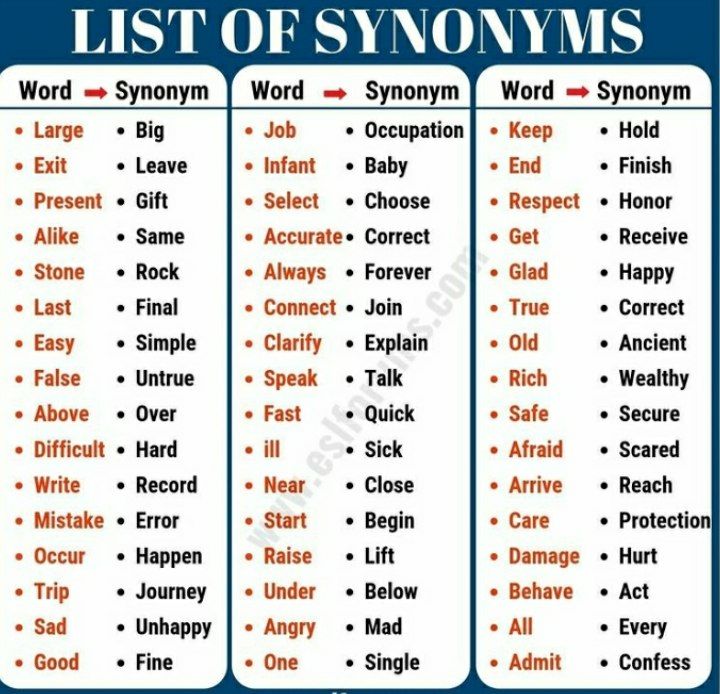 LIST OF SYNONYMS
Word Synonym
• Large • Big
• Exit • Leave
• Present • Gift
• Alike • Same
• Stone • Rock
• Last • Final
• Easy • Simple
• False • Untrue
• Above • Over
• Difficult • Hard
• Write • Record
• Mistake • Error
• Occur • Happen
• Trip • Journey
• Sad • Unhappy
• Good • Fine
Word Synonym
• Job • Occupation
• Infant • Baby
• Select • Choose
• Accurate • Correct
• Always • Forever
• Connect • Join
• Clarify • Explain
• Speak • Talk
• Fast • Quick
• ill • Sick
• Near • Close
• Start • Begin
• Raise • Lift
• Under • Below
• Angry • Mad
• One • Single
Word Synonym
• Keep • Hold
• End • Finish
• Respect • Honor
• Get • Receive
• Glad • Happy
• True • Correct
• Old • Ancient
• Rich • Wealthy
• Safe • Secure
• Afraid • Scared
• Arrive • Reach
• Care • Protection
• Damage • Hurt
• Behave • Act
• All • Every
• Admit • Confess
www.eslforums.com